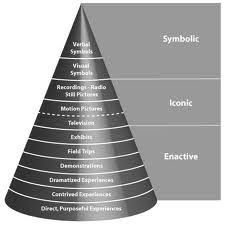 Verbal
Symbols
Visual
Symbols
Recordings - Radio
Still Pictures
Motion Pictures
Television
Exhibits
Field Trips
Demonstrations
Dramatized Experiences
Contrived Experiences
Direct, Purposeful Experiences
Symbolic
Iconic
Enactive